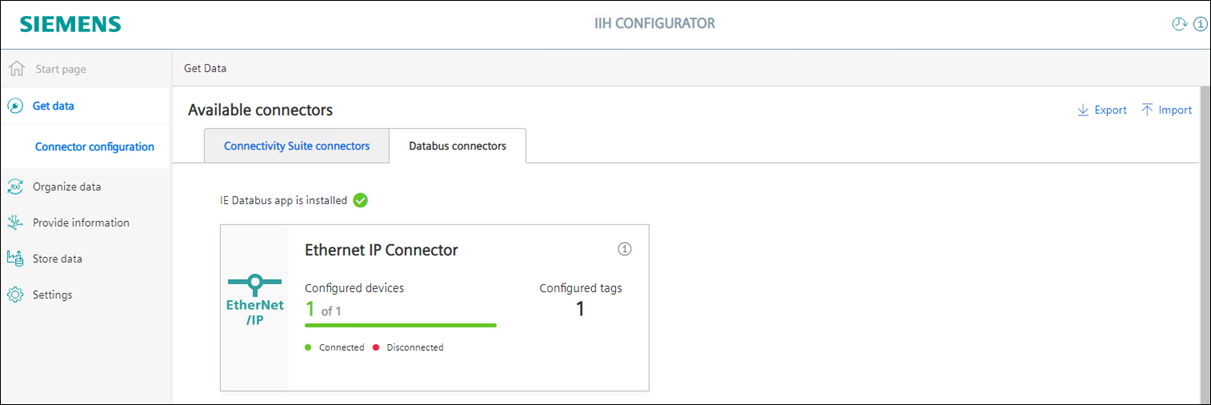 SIEMENS
IIH CONFIGURATOR
Start page
Get data
Connector configuration
Organize data
Provide information
Store data
Settings
Get Data
Available connectors
Export
Import
Connectivity Suite connectors
Databus connectors
IE Databus app is installed
EtherNet
/IP
Ethernet IP Connector
Configured devices
1 of 1
Connected
Disconnected
Configured tags
1